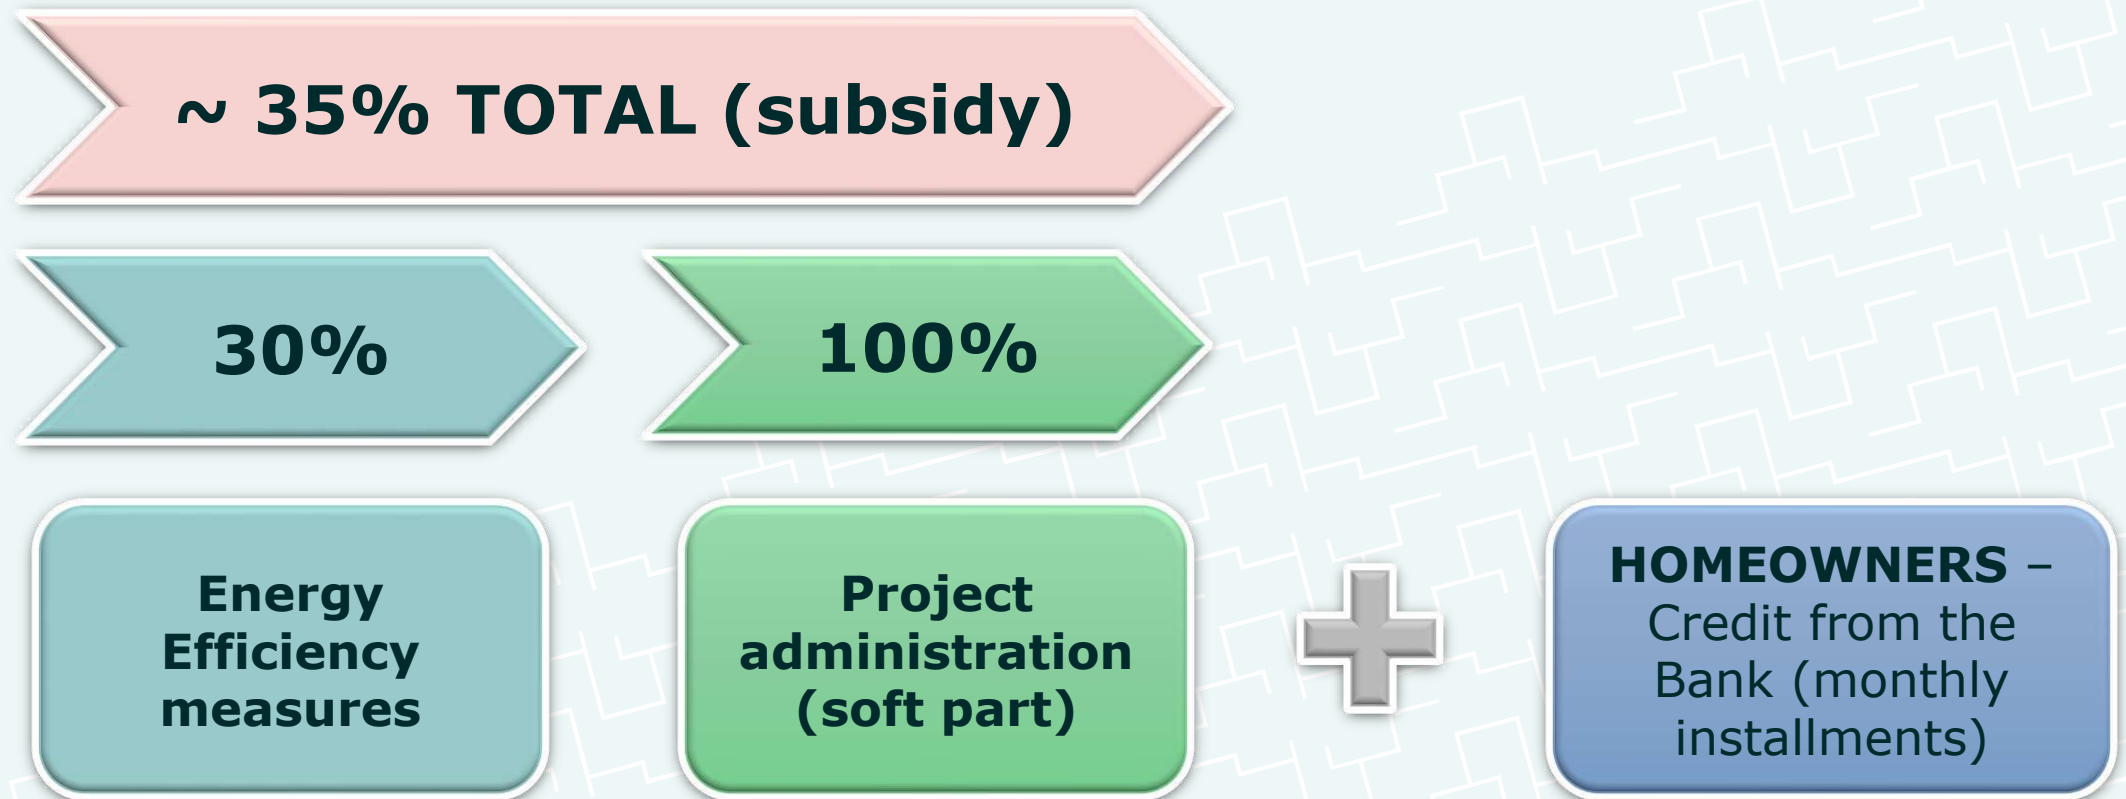 ~ 35% TOTAL (subsidy)
30%
100%
Energy
Efficiency
measures
Project
administration
(soft part)
HOMEOWNERS –
Credit from the
Bank (monthly
installments)